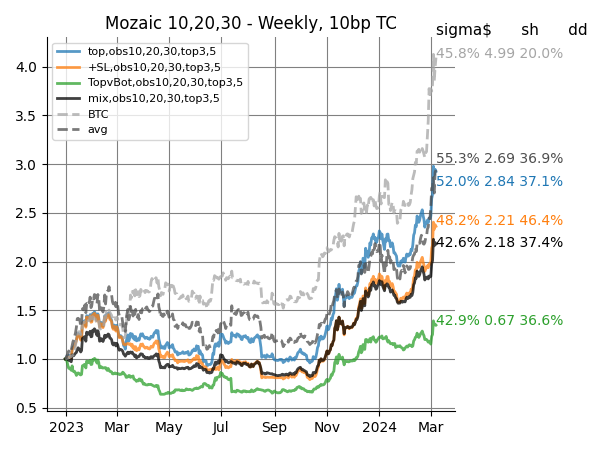 Mozaic 10,20,30 - Weekly, 10bp TC
sigma$ sh dd
top,obs10,20,30,top3,5
+SL,obs10,20,30,top3,5
TopvBot,obs10,20,30,top3,5
mix,obs10,20,30,top3,5
BTC
avg
45.8% 4.99 20.0%
55.3% 2.69 36.9%
52.0% 2.84 37.1%
48.2% 2.21 46.4%
42.6% 2.18 37.4%
42.9% 0.67 36.6%
4.0
3.5
3.0
2.5
2.0
1.5
1.0
0.5
2023 Mar May Jul Sep Nov 2024 Mar